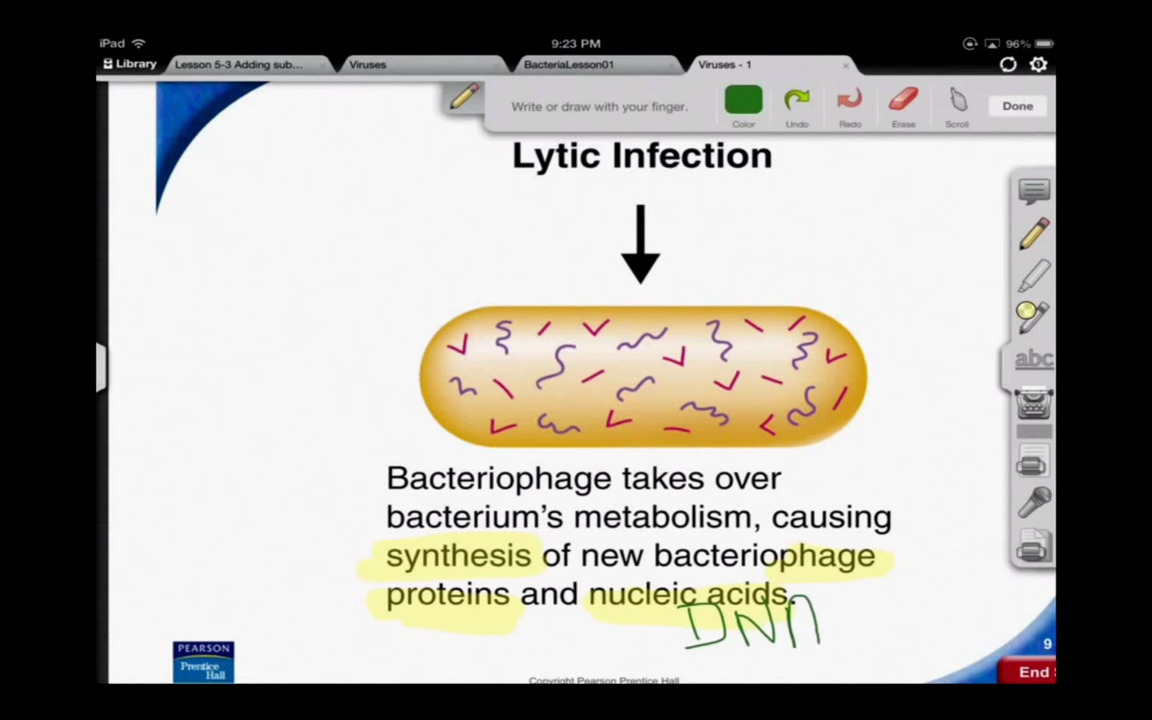 iPad 9:23 PM 96%
Library Lesson 5-3 Adding sub... Viruses BacteriaLesson01 Viruses - 1
Write or draw with your finger. Color Undo Redo Erase Scroll Done
Lytic Infection
abc
Bacteriophage takes over
bacterium's metabolism, causing
synthesis of new bacteriophage
proteins and nucleic acids.
DNA
9
PEARSON
Prentice
Hall
End
Copyright Pearson Prentice Hall